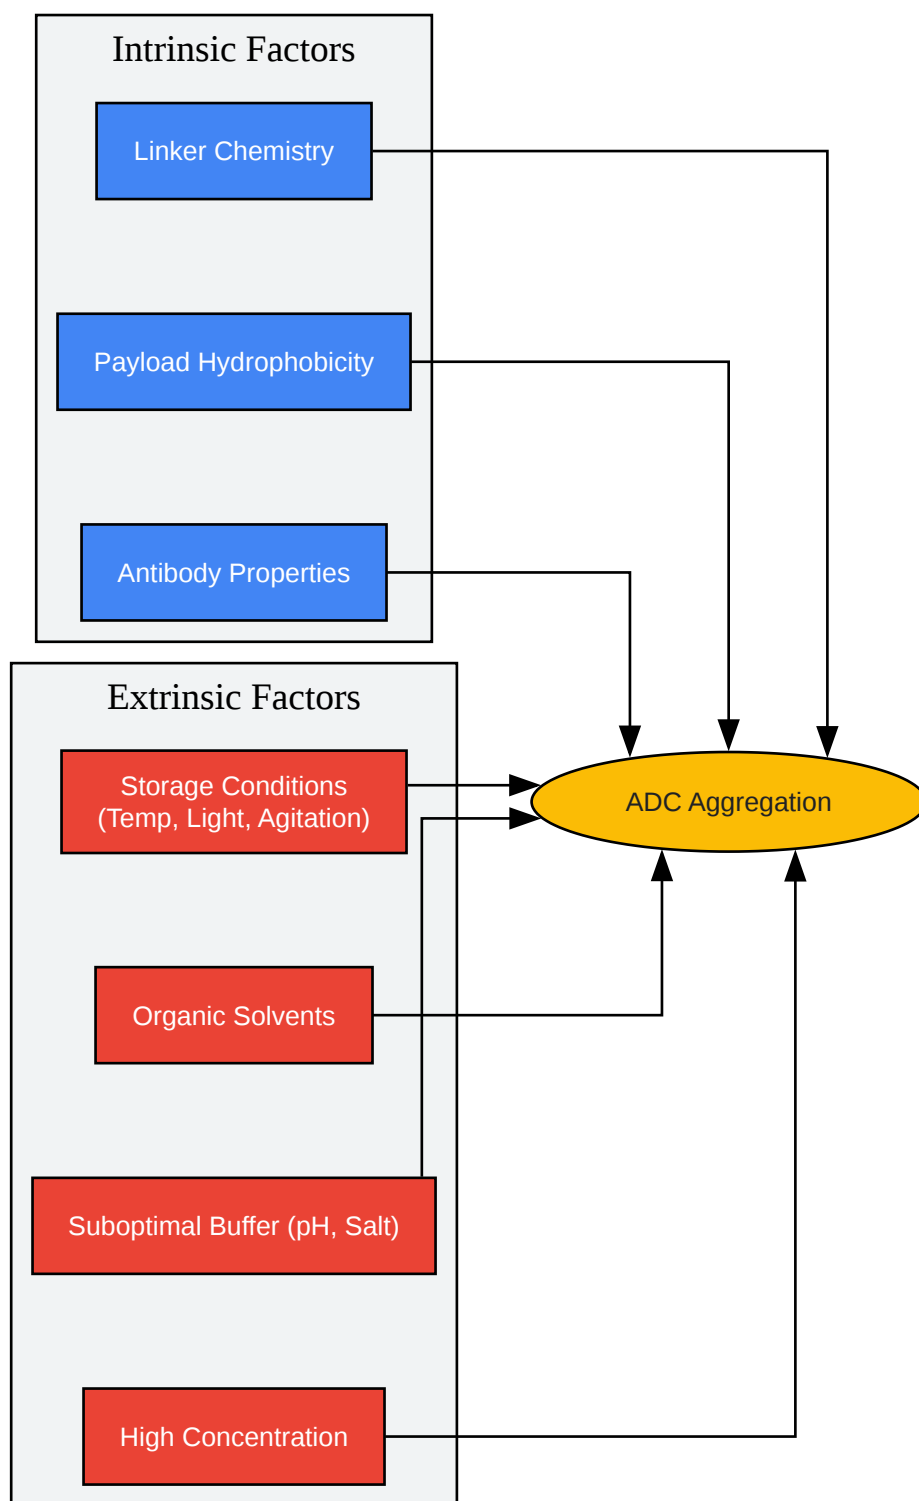 Intrinsic Factors
Linker Chemistry
Payload Hydrophobicity
Antibody Properties
Extrinsic Factors
Storage Conditions
(Temp, Light, Agitation)
ADC Aggregation
Organic Solvents
Suboptimal Buffer (pH, Salt)
High Concentration